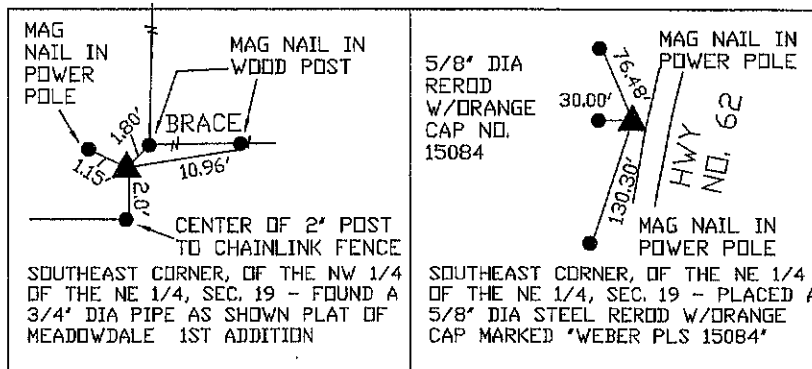 MAG
NAIL IN
POWER
POLE
MAG NAIL IN
WOOD POST
1.80'
BRACE
1.15'
10.96'
2.0'
CENTER OF 2" POST
TO CHAINLINK FENCE
SOUTHEAST CORNER, OF THE NW 1/4
OF THE NE 1/4, SEC. 19 - FOUND A
3/4" DIA PIPE AS SHOWN PLAT OF
MEADOWDALE 1ST ADDITION
5/8" DIA
REROD
W/ORANGE
CAP NO.
15084
76.48'
30.00'
MAG NAIL IN
POWER POLE
HWY
NO. 62
130.30'
MAG NAIL IN
POWER POLE
SOUTHEAST CORNER, OF THE NE 1/4
OF THE NE 1/4, SEC. 19 - PLACED A
5/8" DIA STEEL REROD W/ORANGE
CAP MARKED "WEBER PLS 15084"